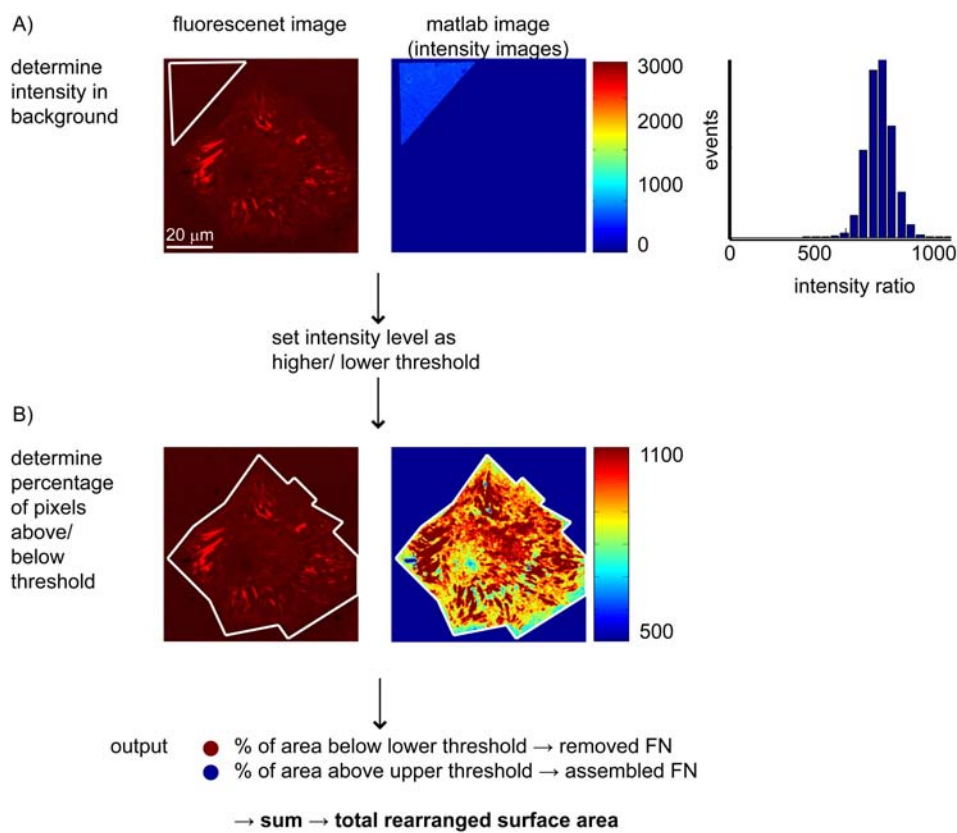 A)
fluorescenet image
matlab image
(intensity images)
determine
intensity in
background
20 μm
3000
2000
1000
0
events
0
500
1000
intensity ratio
set intensity level as
higher/ lower threshold
B)
determine
percentage
of pixels
above/
below
threshold
1100
500
output
% of area below lower threshold → removed FN
% of area above upper threshold → assembled FN
→ sum → total rearranged surface area